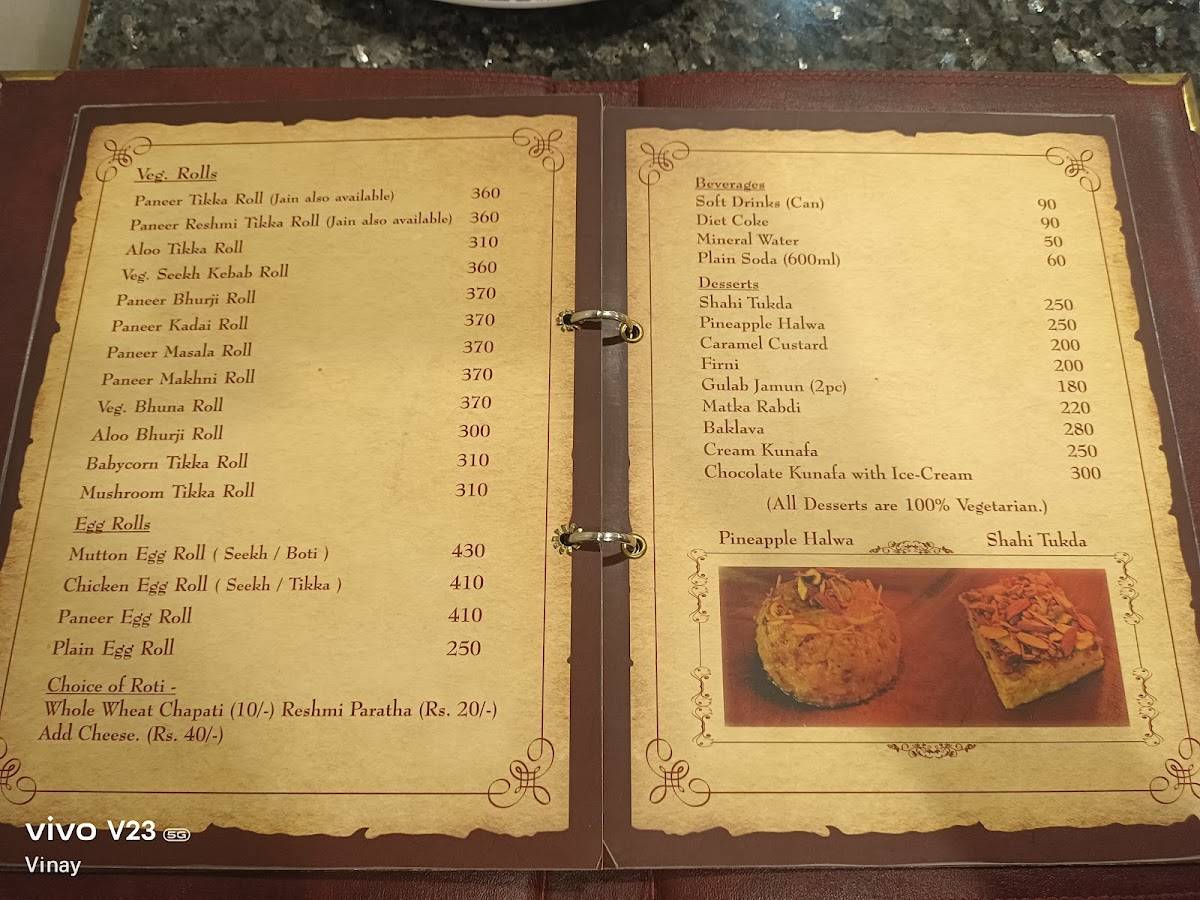 Veg. Rolls
Paneer Tikka Roll (Jain also available) 360
Paneer Reshmi Tikka Roll (Jain also available) 360
Aloo Tikka Roll 310
Veg. Seekh Kebab Roll 360
Paneer Bhurji Roll 370
Paneer Kadai Roll 370
Paneer Masala Roll 370
Paneer Makhni Roll 370
Veg. Bhuna Roll 370
Aloo Bhurji Roll 300
Babycorn Tikka Roll 310
Mushroom Tikka Roll 310
Egg Rolls
Mutton Egg Roll ( Seekh / Boti ) 430
Chicken Egg Roll ( Seekh / Tikka ) 410
Paneer Egg Roll 410
Plain Egg Roll 250
Choice of Roti -
Whole Wheat Chapati (10/-) Reshmi Paratha (Rs. 20/-)
Add Cheese. (Rs. 40/-)
Beverages
Soft Drinks (Can) 90
Diet Coke 90
Mineral Water 50
Plain Soda (600ml) 60
Desserts
Shahi Tukda 250
Pineapple Halwa 250
Caramel Custard 200
Firni 200
Gulab Jamun (2pc) 180
Matka Rabdi 220
Baklava 280
Cream Kunafa 250
Chocolate Kunafa with Ice-Cream 300
(All Desserts are 100% Vegetarian.)
Pineapple Halwa Shahi Tukda
vivo V23 5G
Vinay